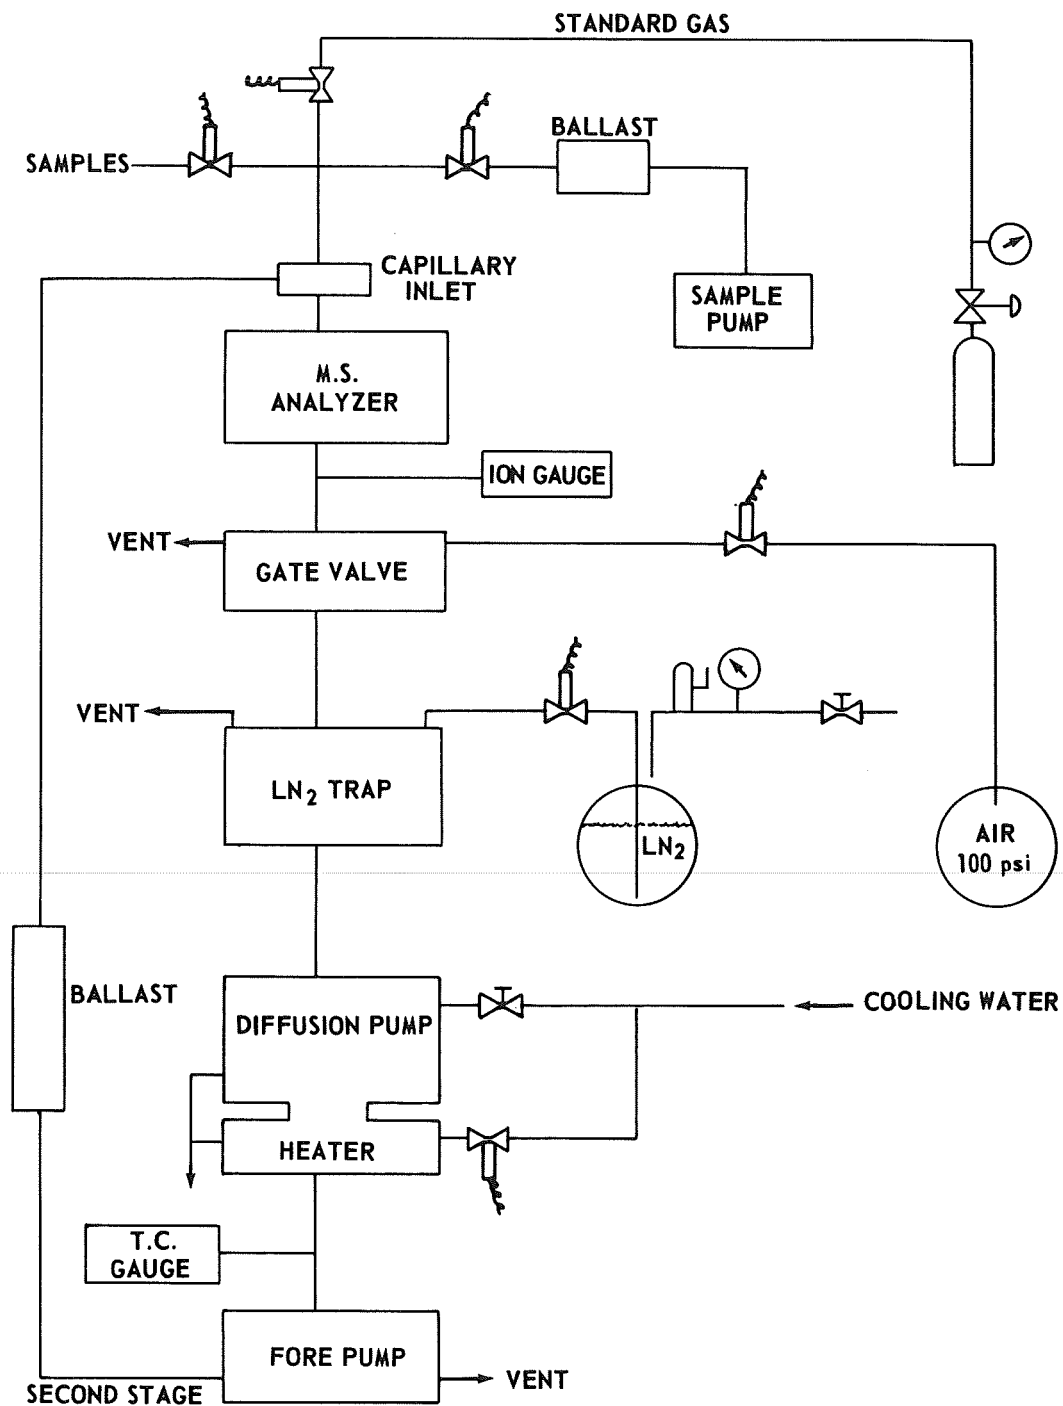 STANDARD GAS
BALLAST
SAMPLES
CAPILLARY
INLET
SAMPLE
PUMP
M.S.
ANALYZER
ION GAUGE
VENT
GATE VALVE
VENT
LN₂ TRAP
LN₂
AIR
100 psi
BALLAST
COOLING WATER
DIFFUSION PUMP
HEATER
T.C.
GAUGE
FORE PUMP
VENT
SECOND STAGE